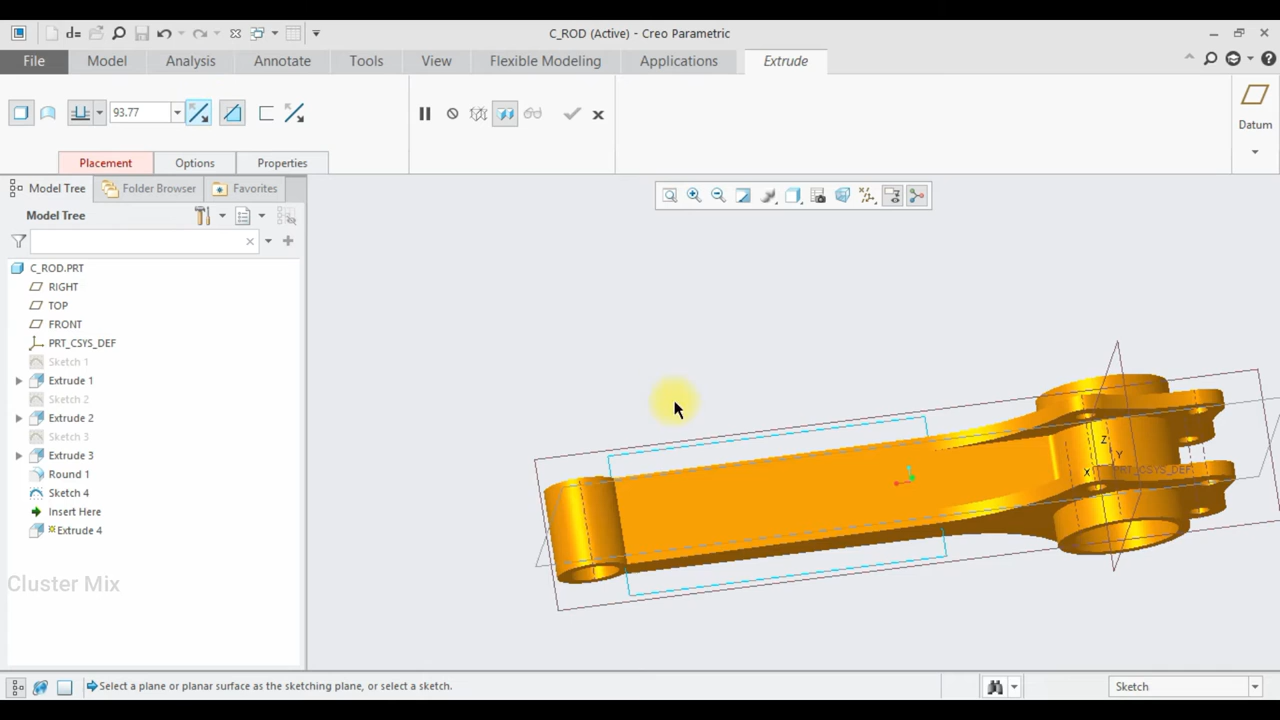 d=
C_ROD (Active) - Creo Parametric
File Model Analysis Annotate Tools View Flexible Modeling Applications Extrude
93.77
Datum
Placement Options Properties
Model Tree Folder Browser Favorites
Model Tree
C_ROD.PRT
RIGHT
TOP
FRONT
PRT_CSYS_DEF
Sketch 1
Extrude 1
Sketch 2
Extrude 2
Sketch 3
Extrude 3
Round 1
Sketch 4
Insert Here
Extrude 4
Cluster Mix
Z
Y
X
PRT_CSYS_DEF
Select a plane or planar surface as the sketching plane, or select a sketch.
Sketch